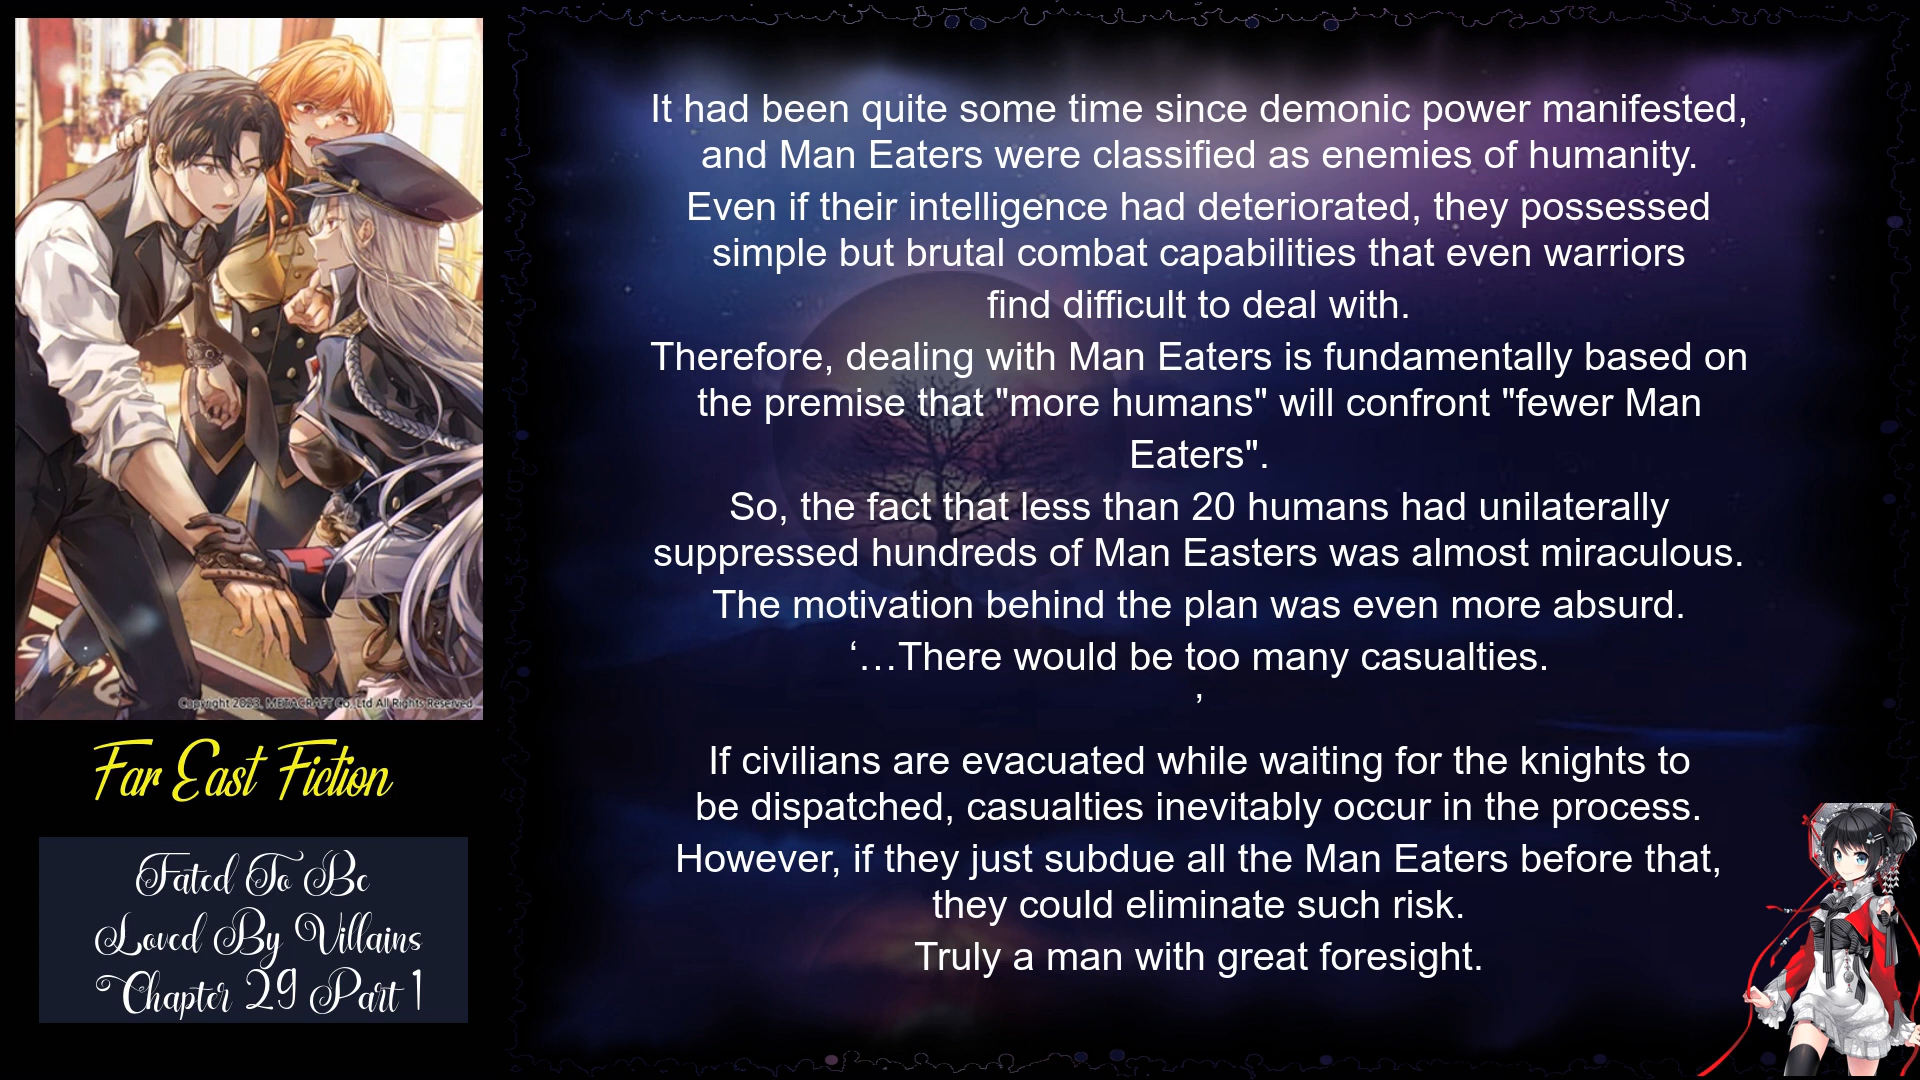 It had been quite some time since demonic power manifested,
and Man Eaters were classified as enemies of humanity.
Even if their intelligence had deteriorated, they possessed
simple but brutal combat capabilities that even warriors
find difficult to deal with.
Therefore, dealing with Man Eaters is fundamentally based on
the premise that "more humans" will confront "fewer Man
Eaters".
So, the fact that less than 20 humans had unilaterally
suppressed hundreds of Man Easters was almost miraculous.
The motivation behind the plan was even more absurd.
‘…There would be too many casualties.
’
If civilians are evacuated while waiting for the knights to
be dispatched, casualties inevitably occur in the process.
However, if they just subdue all the Man Eaters before that,
they could eliminate such risk.
Truly a man with great foresight.
Copyright 2023. METACRAFT Co,.Ltd All Rights Reserved
Far East Fiction
Fated To Be
Loved By Villains
Chapter 29 Part 1